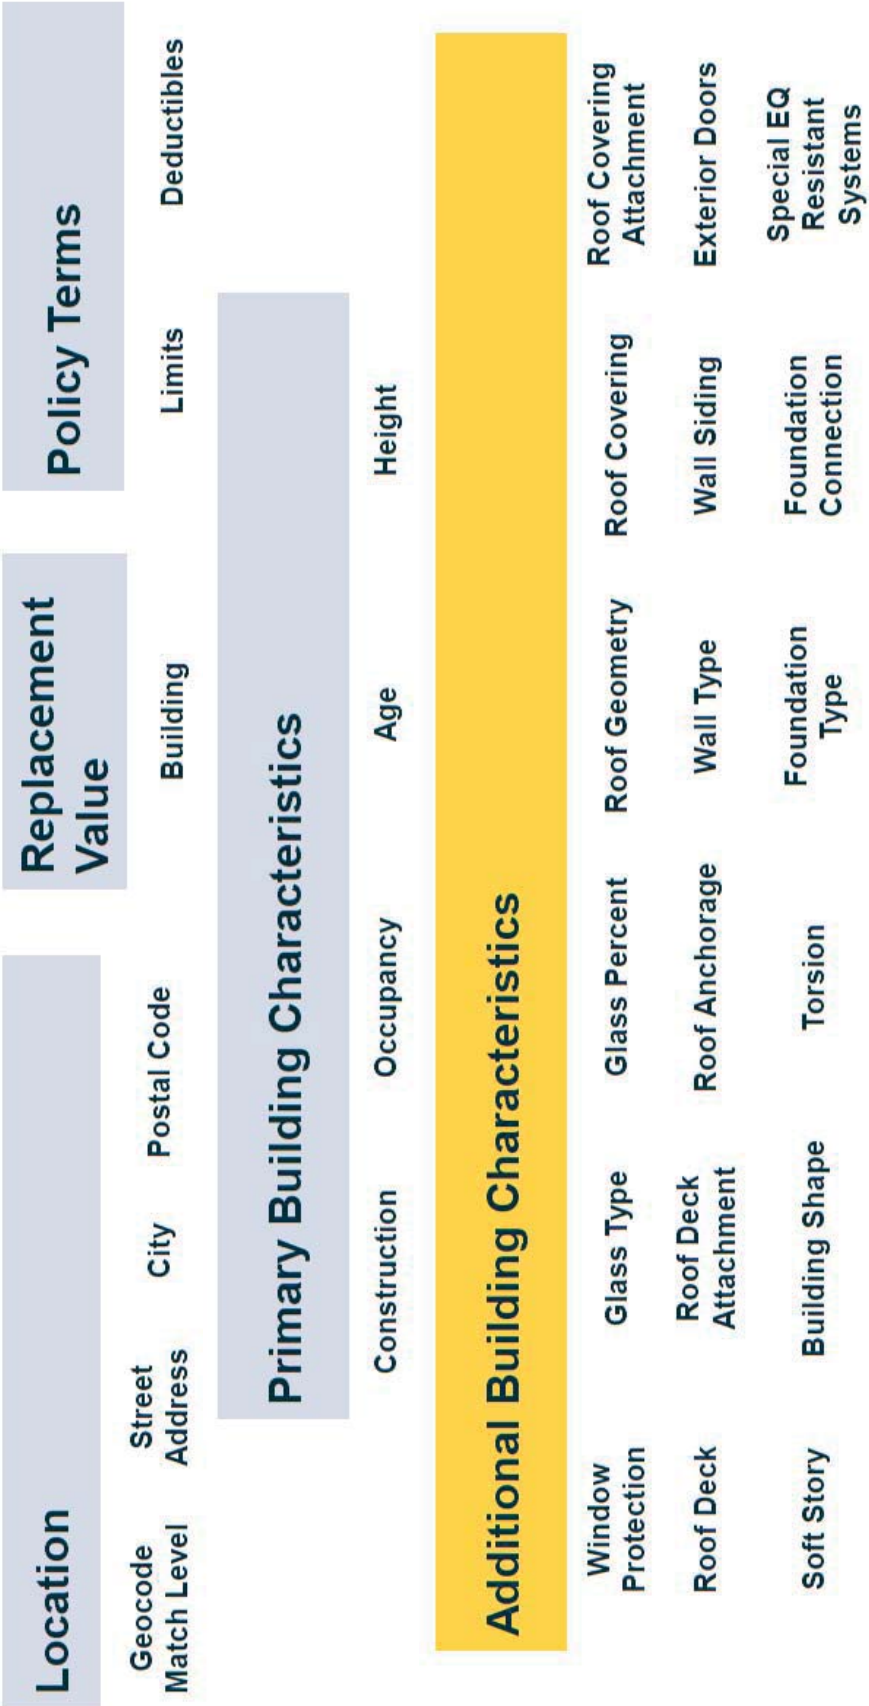 Location
Replacement
Value
Policy Terms
Geocode
Match Level
Street
Address
City
Postal Code
Building
Limits
Deductibles
Primary Building Characteristics
Construction
Occupancy
Age
Height
Additional Building Characteristics
Window
Protection
Glass Type
Glass Percent
Roof Geometry
Roof Covering
Roof Covering
Attachment
Roof Deck
Roof Deck
Attachment
Roof Anchorage
Wall Type
Wall Siding
Exterior Doors
Soft Story
Building Shape
Torsion
Foundation
Type
Foundation
Connection
Special EQ
Resistant
Systems